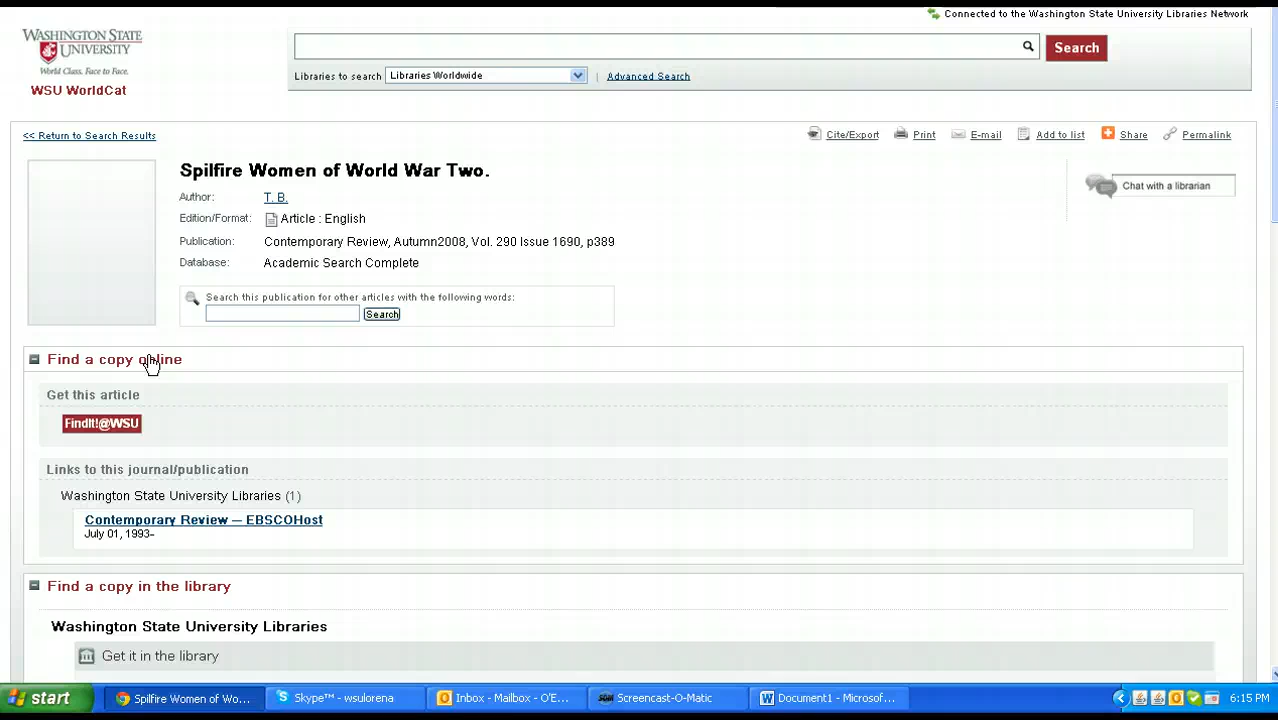 Connected to the Washington State University Libraries Network
WASHINGTON STATE
UNIVERSITY
World Class. Face to Face.
WSU WorldCat
Search
Libraries to search Libraries Worldwide | Advanced Search
<< Return to Search Results
Cite/Export Print E-mail Add to list Share Permalink
Spilfire Women of World War Two.
Author: T. B.
Edition/Format: Article : English
Publication: Contemporary Review, Autumn2008, Vol. 290 Issue 1690, p389
Database: Academic Search Complete
Chat with a librarian
Search this publication for other articles with the following words:
Search
Find a copy online
Get this article
FindIt!@WSU
Links to this journal/publication
Washington State University Libraries (1)
Contemporary Review — EBSCOHost
July 01, 1993-
Find a copy in the library
Washington State University Libraries
Get it in the library
start Spilfire Women of Wo... Skype™ - wsulorena Inbox - Mailbox - O'E... Screencast-O-Matic Document1 - Microsof... 6:15 PM